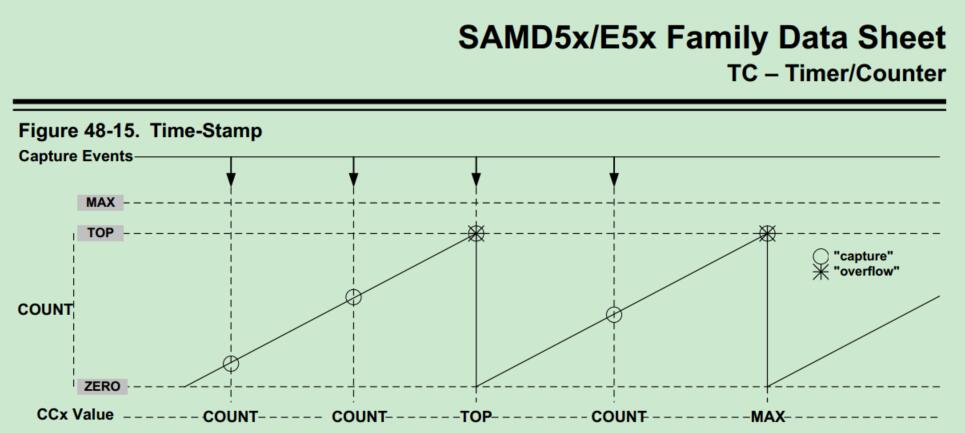 SAMD5x/E5x Family Data Sheet
TC – Timer/Counter
Figure 48-15. Time-Stamp
Capture Events
MAX
TOP
"capture"
"overflow"
COUNT
ZERO
CCx Value COUNT COUNT TOP COUNT MAX